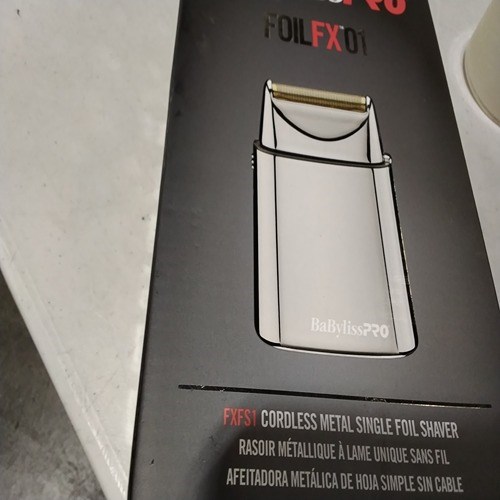 PRO
FOILFX01
BaBylissPRO
FXFS1 CORDLESS METAL SINGLE FOIL SHAVER
RASOIR MÉTALLIQUE À LAME UNIQUE SANS FIL
AFEITADORA METÁLICA DE HOJA SIMPLE SIN CABLE